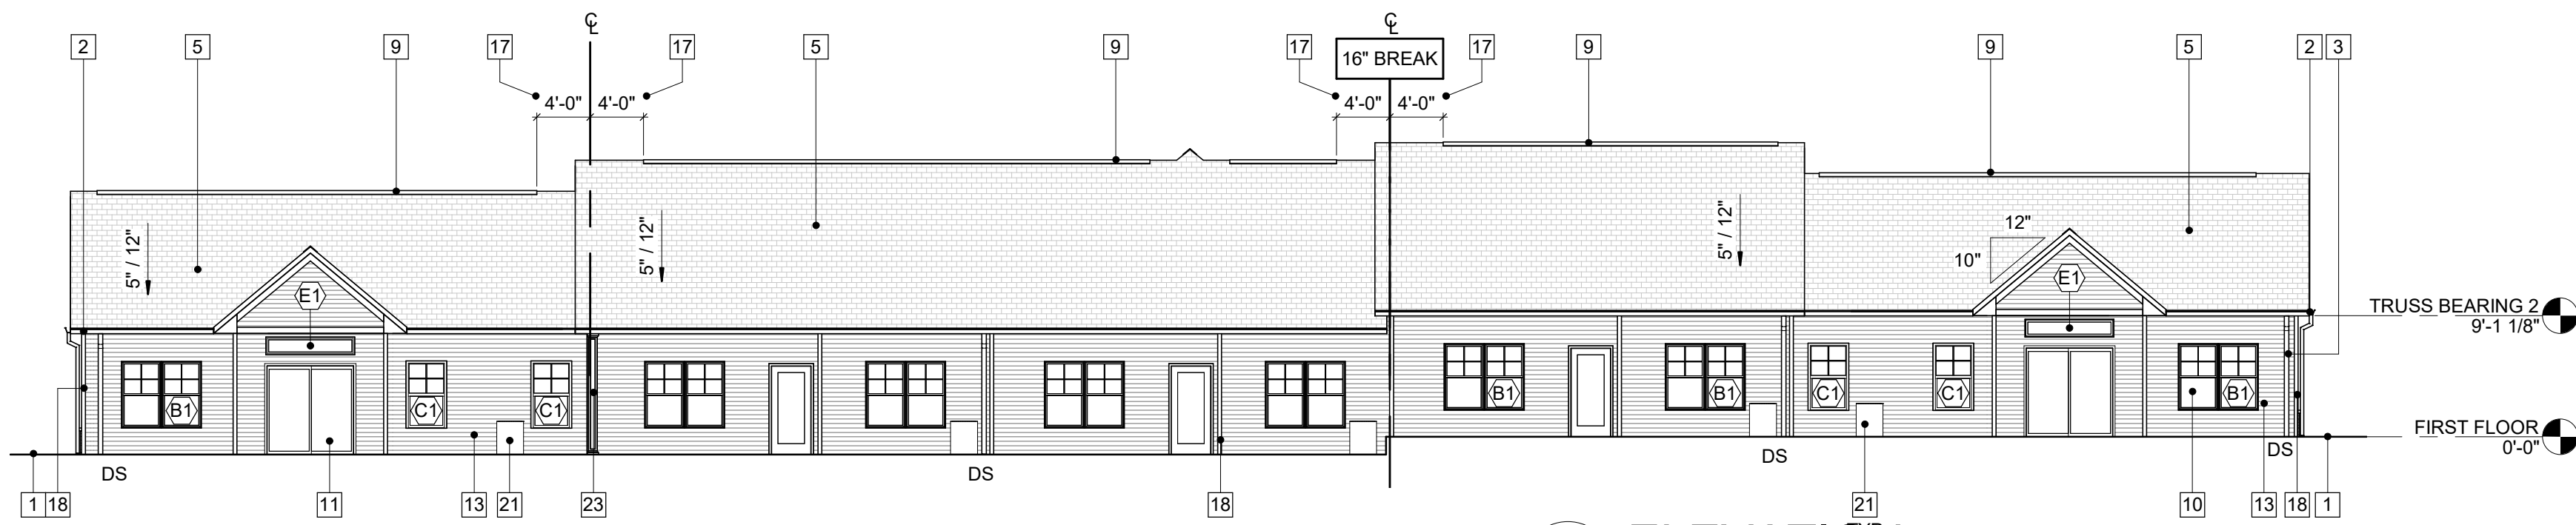 ℄
℄
2
5
9
17
17
5
9
17
16" BREAK
17
9
9
5
2
3
4'-0"
4'-0"
4'-0"
4'-0"
5" / 12"
5" / 12"
5" / 12"
12"
10"
E1
E1
TRUSS BEARING 2
9'-1 1/8"
B1
C1
C1
B1
B1
C1
C1
B1
FIRST FLOOR
0'-0"
DS
DS
DS
DS
1
18
11
13
21
23
18
21
10
13
18
1